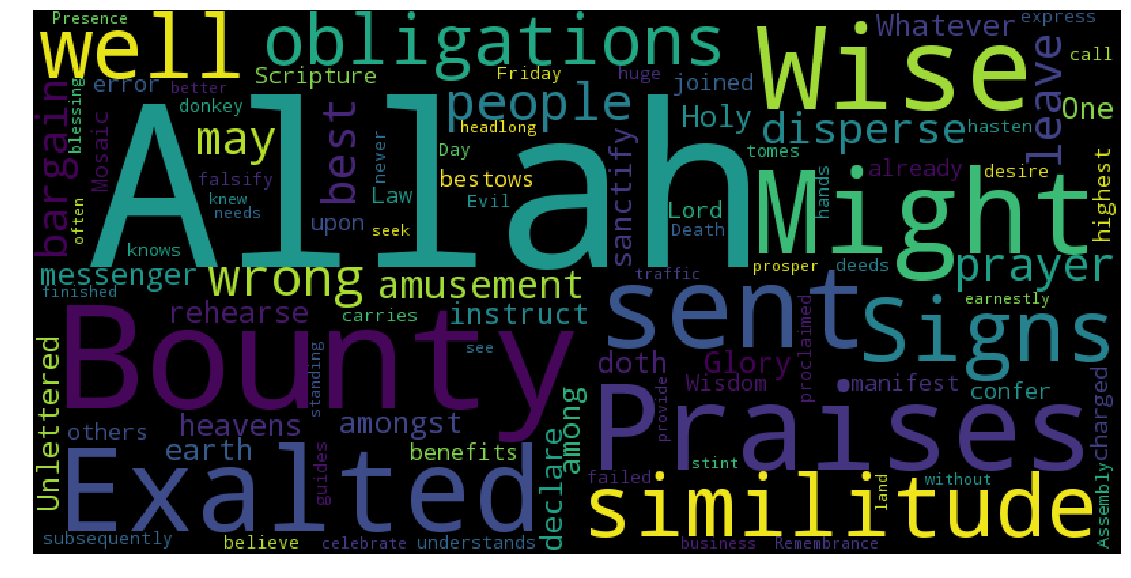 Presence
well
obligations
Wise
Whatever
express
call
error
better
Scripture
Friday
huge
joined
leave
One
bargain
blessing
Mosaic
donkey
may
best
people
Holy
disperse
hasten
Allah
headlong
never
Day
bestows
Evil
sanctify
tomes
already
desire
falsify
knew
needs
Law
upon
seek
Lord
Death
Might
hands
highest
often
knows
messenger
finished
wrong
amusement
traffic
prosper
deeds
prayer
Bounty
rehearse
carries
instruct
sent
earnestly
Signs
see
standing
doth
Glory
proclaimed
Unlettered
Wisdom
manifest
confer
Praises
provide
charged
others
heavens
amongst
among
earth
guides
benefits
declare
Exalted
failed
stint
without
similitude
land
Assembly
subsequently
believe
celebrate
understands
business
Remembrance